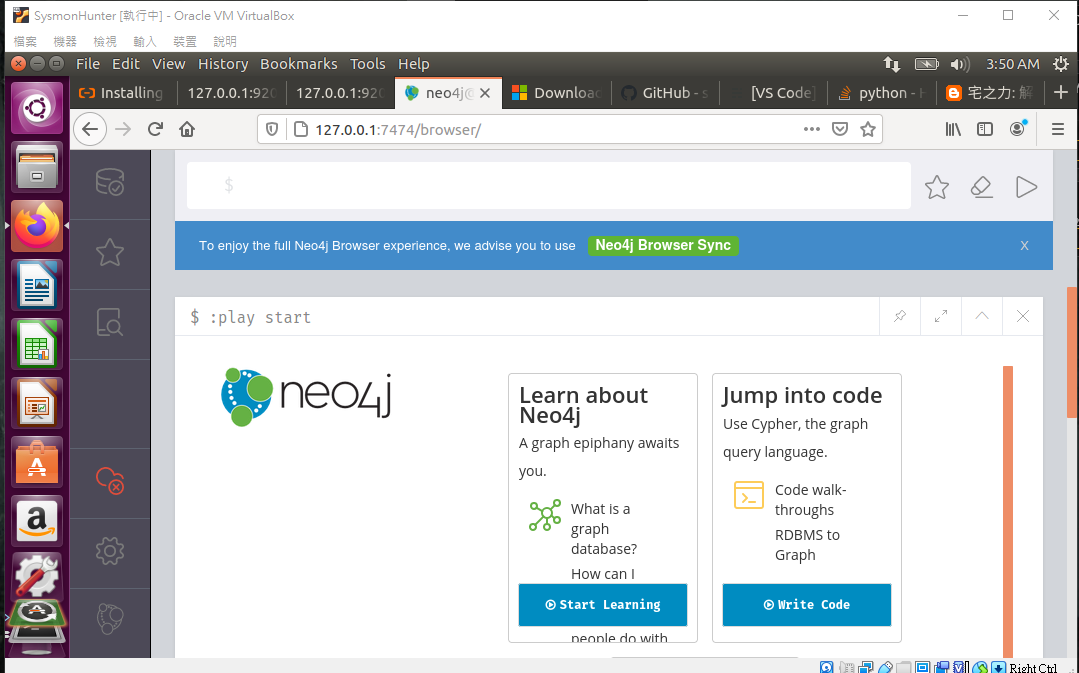 SysmonHunter [執行中] - Oracle VM VirtualBox
檔案 機器 檢視 輸入 裝置 說明
File Edit View History Bookmarks Tools Help 3:50 AM
Installing 127.0.0.1:920 127.0.0.1:920 neo4j@ Downloa GitHub - s [VS Code] python - H 宅之力: 解
127.0.0.1:7474/browser/
$
To enjoy the full Neo4j Browser experience, we advise you to use Neo4j Browser Sync x
$ :play start
neo4j
Learn about
Neo4j
A graph epiphany awaits
you.
What is a
graph
database?
How can I
Start Learning
people do with
Jump into code
Use Cypher, the graph
query language.
Code walk-
throughs
RDBMS to
Graph
Write Code
Right Ctrl